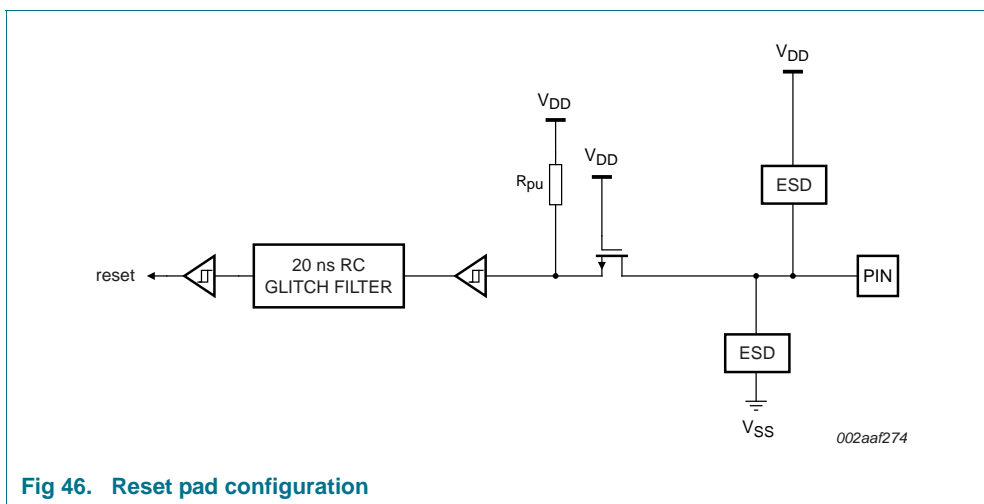 VDD
VDD
VDD
Rpu
ESD
reset
20 ns RC
GLITCH FILTER
PIN
ESD
VSS
002aaf274
Fig 46. Reset pad configuration